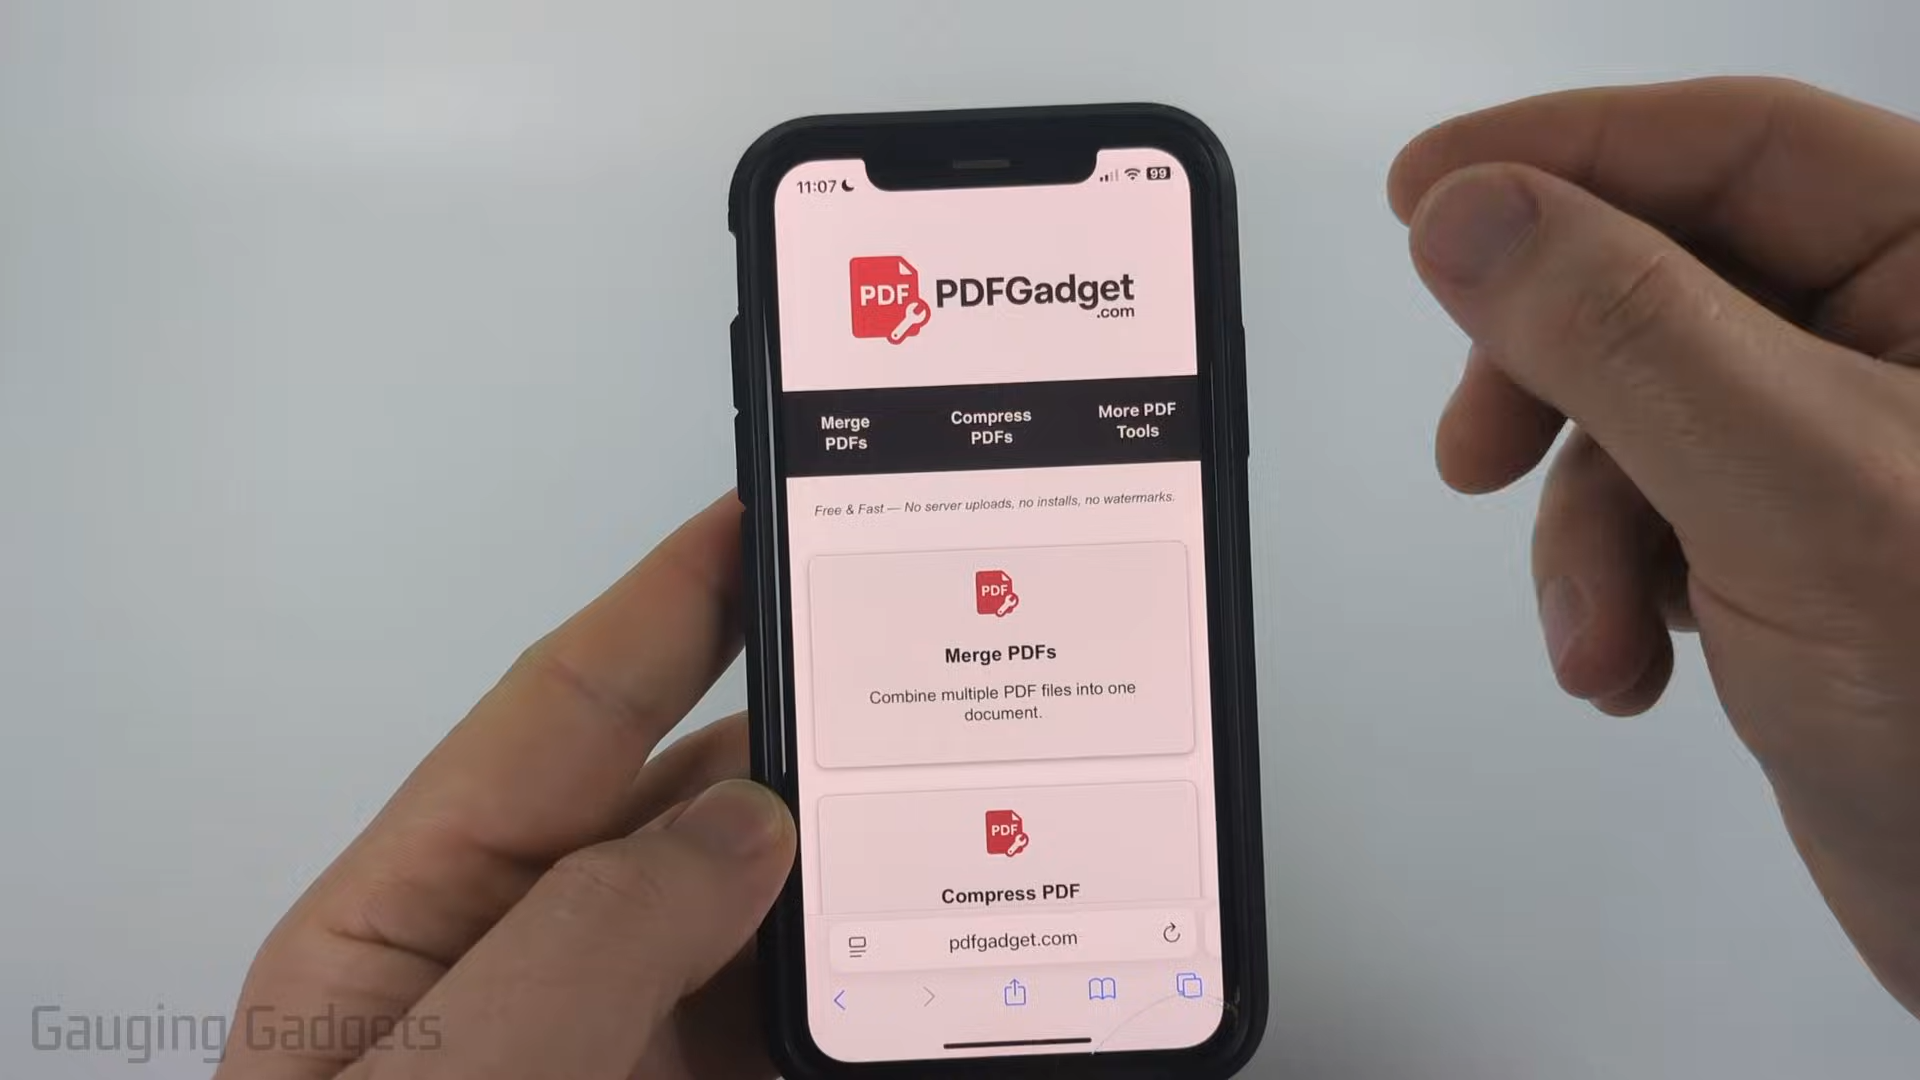 11:07
99
PDF
PDFGadget
.com
Merge
PDFs
Compress
PDFs
More PDF
Tools
Free & Fast — No server uploads, no installs, no watermarks.
PDF
Merge PDFs
Combine multiple PDF files into one
document.
PDF
Compress PDF
pdfgadget.com
Gauging Gadgets